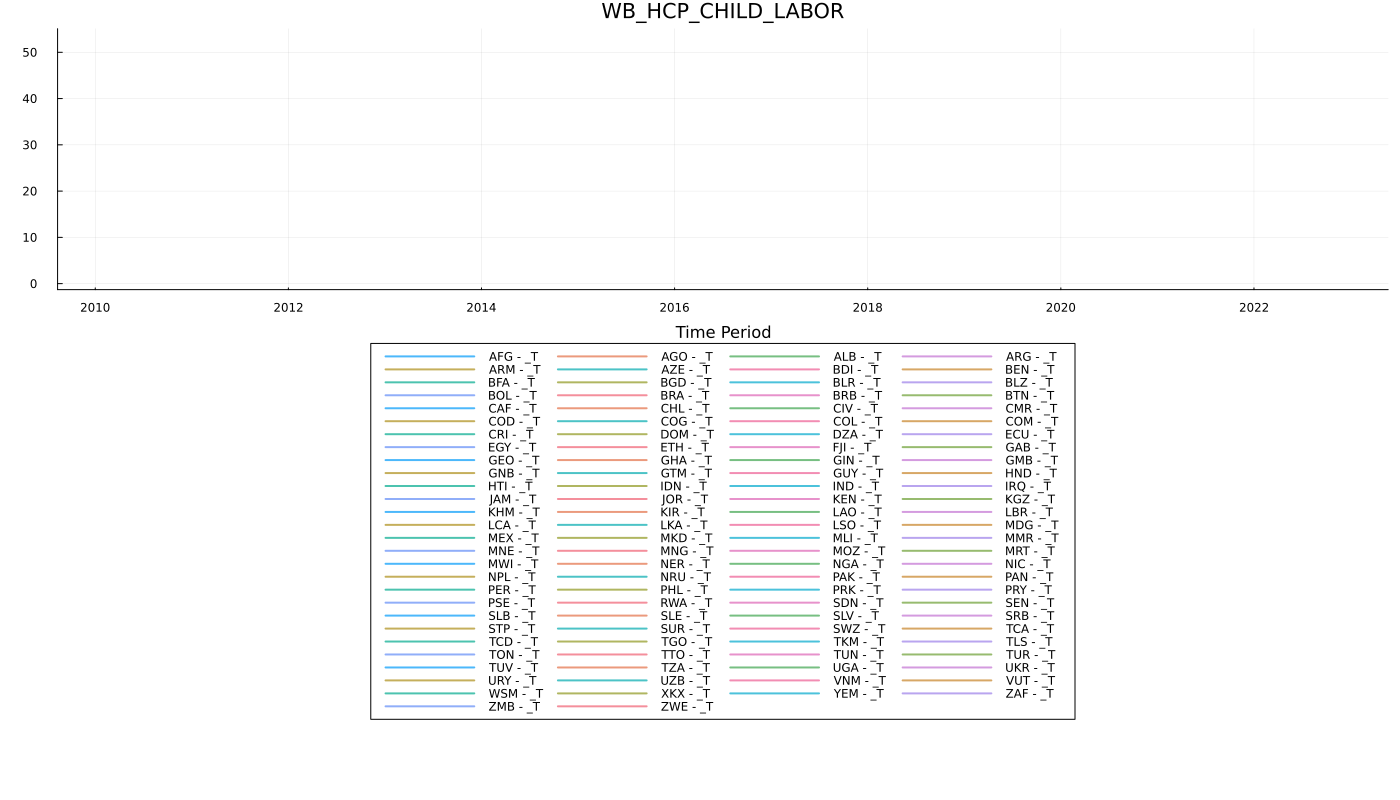 WB_HCP_CHILD_LABOR
50
40
30
20
10
0
2010 2012 2014 2016 2018 2020 2022
Time Period
AFG - _T AGO - _T ALB - _T ARG - _T
ARM - _T AZE - _T BDI - _T BEN - _T
BFA - _T BGD - _T BLR - _T BLZ - _T
BOL - _T BRA - _T BRB - _T BTN - _T
CAF - _T CHL - _T CIV - _T CMR - _T
COD - _T COG - _T COL - _T COM - _T
CRI - _T DOM - _T DZA - _T ECU - _T
EGY - _T ETH - _T FJI - _T GAB - _T
GEO - _T GHA - _T GIN - _T GMB - _T
GNB - _T GTM - _T GUY - _T HND - _T
HTI - _T IDN - _T IND - _T IRQ - _T
JAM - _T JOR - _T KEN - _T KGZ - _T
KHM - _T KIR - _T LAO - _T LBR - _T
LCA - _T LKA - _T LSO - _T MDG - _T
MEX - _T MKD - _T MLI - _T MMR - _T
MNE - _T MNG - _T MOZ - _T MRT - _T
MWI - _T NER - _T NGA - _T NIC - _T
NPL - _T NRU - _T PAK - _T PAN - _T
PER - _T PHL - _T PRK - _T PRY - _T
PSE - _T RWA - _T SDN - _T SEN - _T
SLB - _T SLE - _T SLV - _T SRB - _T
STP - _T SUR - _T SWZ - _T TCA - _T
TCD - _T TGO - _T TKM - _T TLS - _T
TON - _T TTO - _T TUN - _T TUR - _T
TUV - _T TZA - _T UGA - _T UKR - _T
URY - _T UZB - _T VNM - _T VUT - _T
WSM - _T XKX - _T YEM - _T ZAF - _T
ZMB - _T ZWE - _T